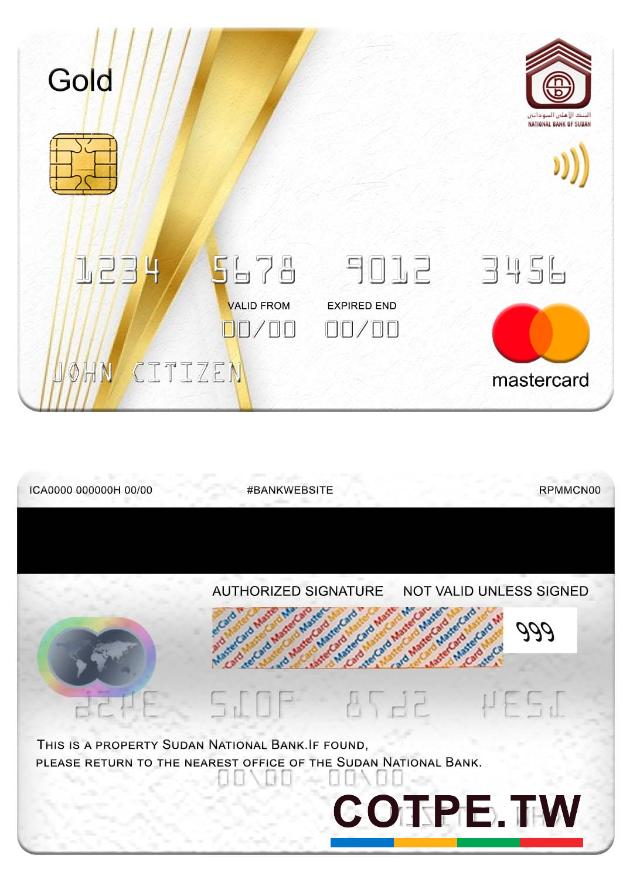 Gold
البنك الأهلي السوداني
NATIONAL BANK OF SUDAN
1234 5678 9012 3456
VALID FROM EXPIRED END
00/00 00/00
JOHN CITIZEN
mastercard
ICA0000 000000H 00/00 #BANKWEBSITE RPMMCN00
AUTHORIZED SIGNATURE NOT VALID UNLESS SIGNED
MasterCard MasterCard MasterCard
999
THIS IS A PROPERTY SUDAN NATIONAL BANK.IF FOUND,
PLEASE RETURN TO THE NEAREST OFFICE OF THE SUDAN NATIONAL BANK.
COTPE.TW